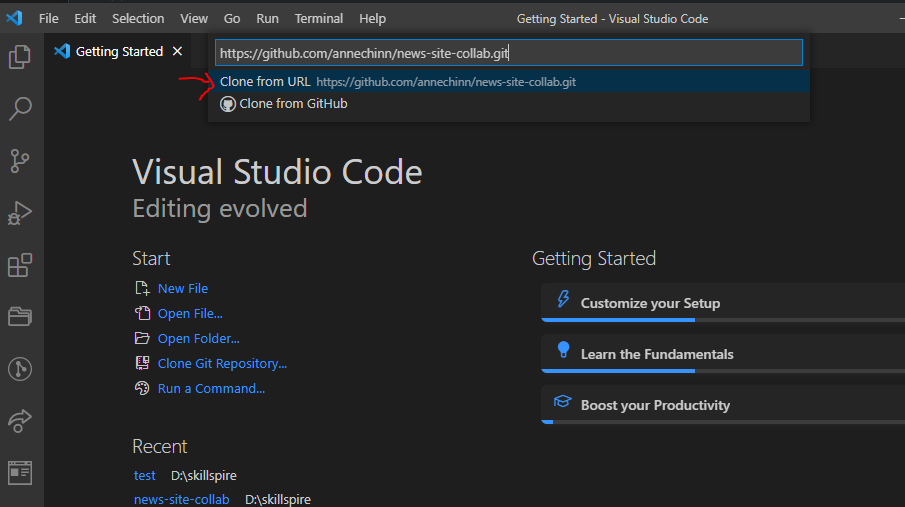 File Edit Selection View Go Run Terminal Help Getting Started - Visual Studio Code
Getting Started
https://github.com/annechinn/news-site-collab.git
Clone from URL https://github.com/annechinn/news-site-collab.git
Clone from GitHub
Visual Studio Code
Editing evolved
Start
New File
Open File...
Open Folder...
Clone Git Repository...
Run a Command...
Recent
test D:\skillspire
news-site-collab D:\skillspire
Getting Started
Customize your Setup
Learn the Fundamentals
Boost your Productivity